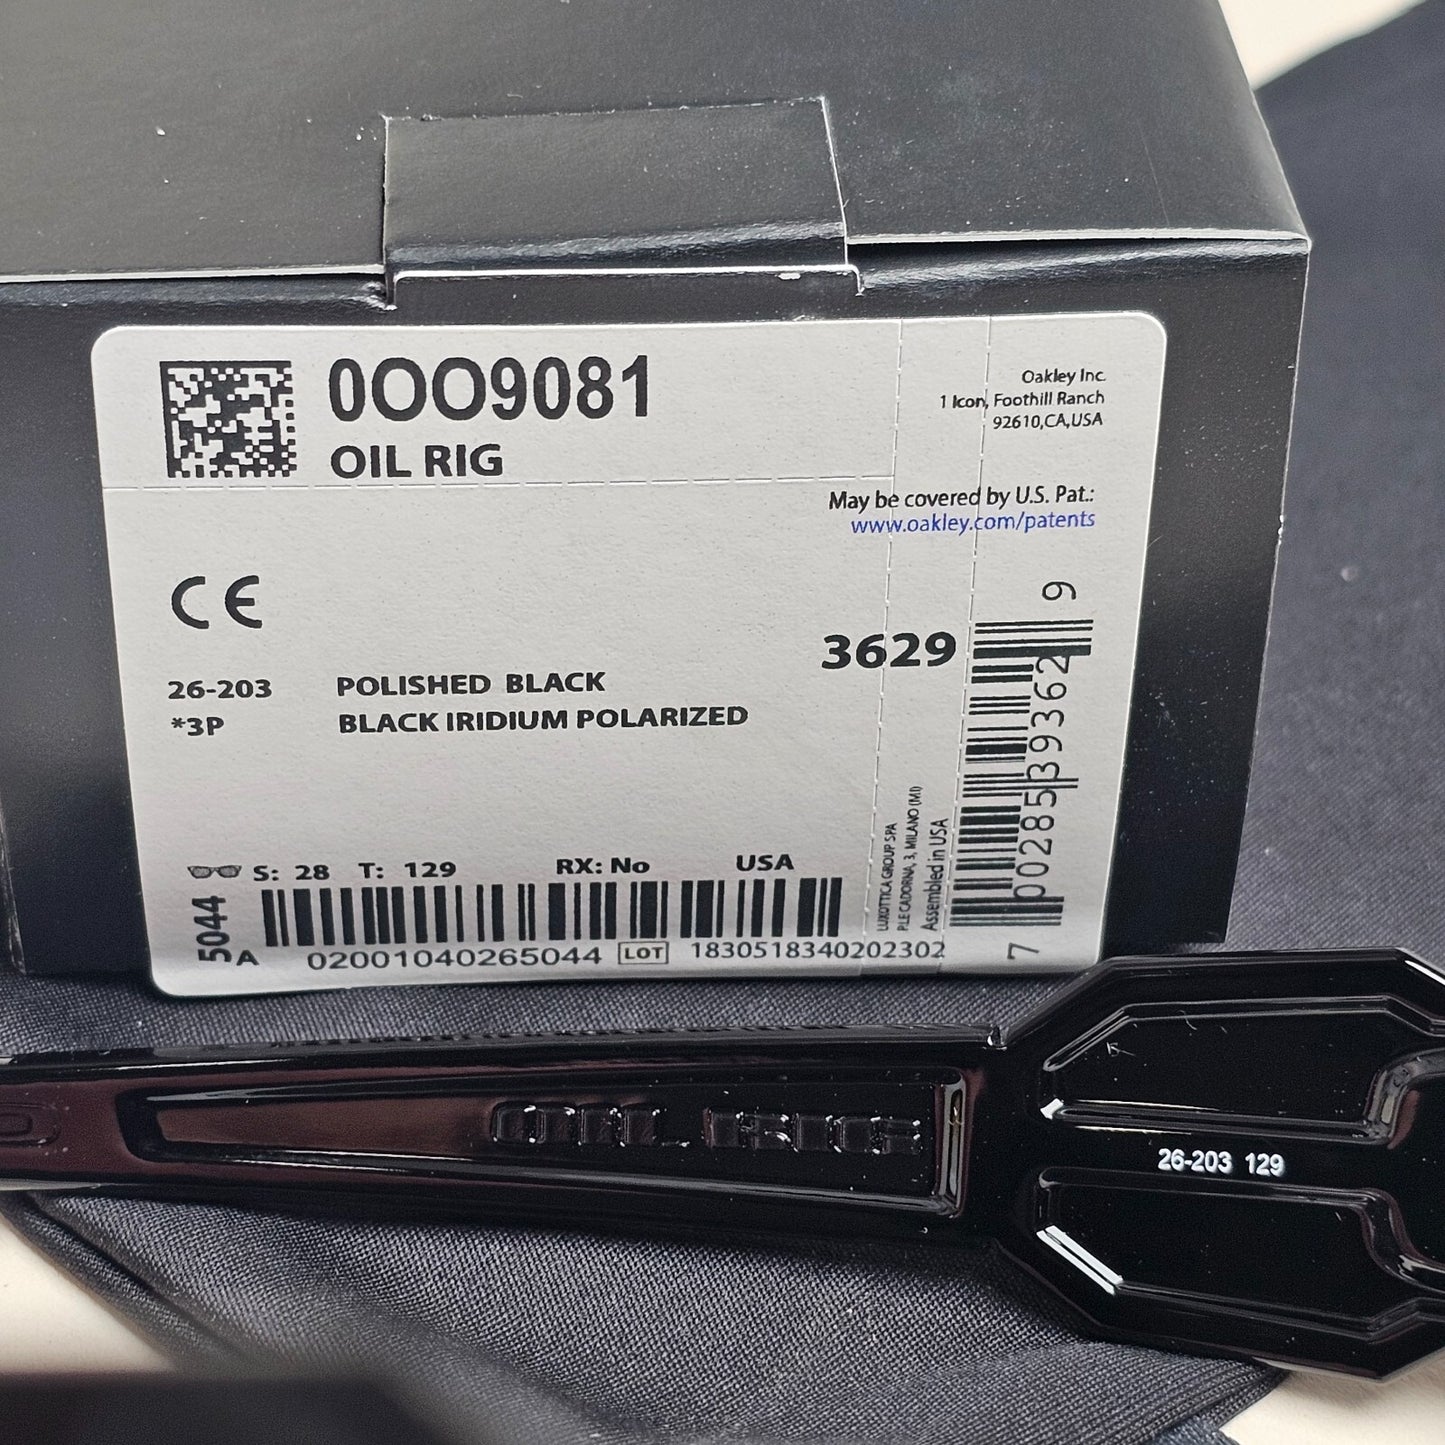 0OO9081
OIL RIG
Oakley Inc.
1 Icon, Foothill Ranch
92610,CA,USA
May be covered by U.S. Pat.:
www.oakley.com/patents
CE
3629
26-203 POLISHED BLACK
*3P BLACK IRIDIUM POLARIZED
S: 28 T: 129 RX: No USA
5044
A
02001040265044 LOT 1830518340202302
LUXOTTICA GROUP SPA
P.LE CADORNA, 3, MILANO (MI)
Assembled in USA
7 00285 39362 9
OIL RIG
26-203 129